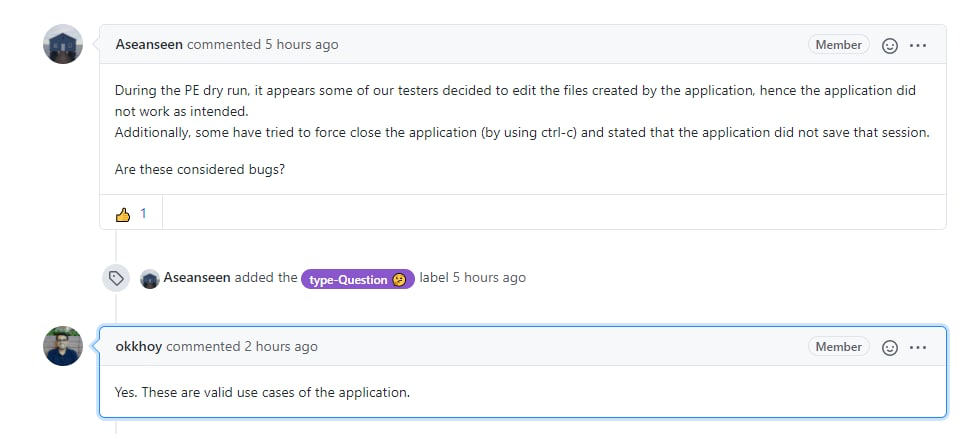 Aseanseen commented 5 hours ago
Member
During the PE dry run, it appears some of our testers decided to edit the files created by the application, hence the application did
not work as intended.
Additionally, some have tried to force close the application (by using ctrl-c) and stated that the application did not save that session.
Are these considered bugs?
👍 1
Aseanseen added the type-Question 🤔 label 5 hours ago
okkhoy commented 2 hours ago
Member
Yes. These are valid use cases of the application.